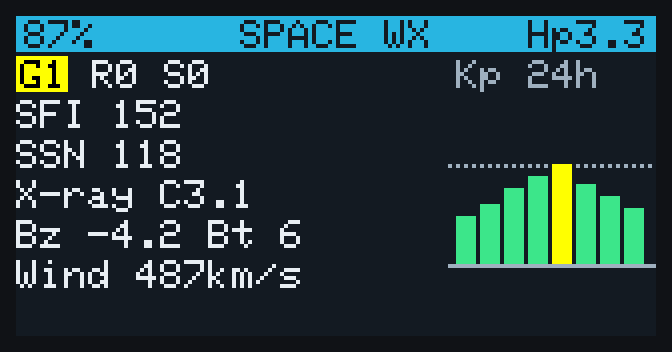 87% SPACE WX Hp3.3
G1 R0 S0 Kp 24h
SFI 152
SSN 118
X-ray C3.1
Bz -4.2 Bt 6
Wind 487km/s